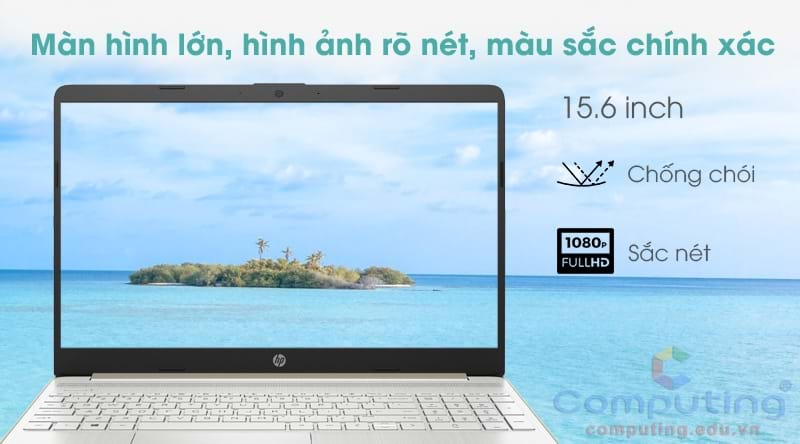 Màn hình lớn, hình ảnh rõ nét, màu sắc chính xác
15.6 inch
Chống chói
1080P
FULLHD
Sắc nét
hp
Computing®
computing.edu.vn